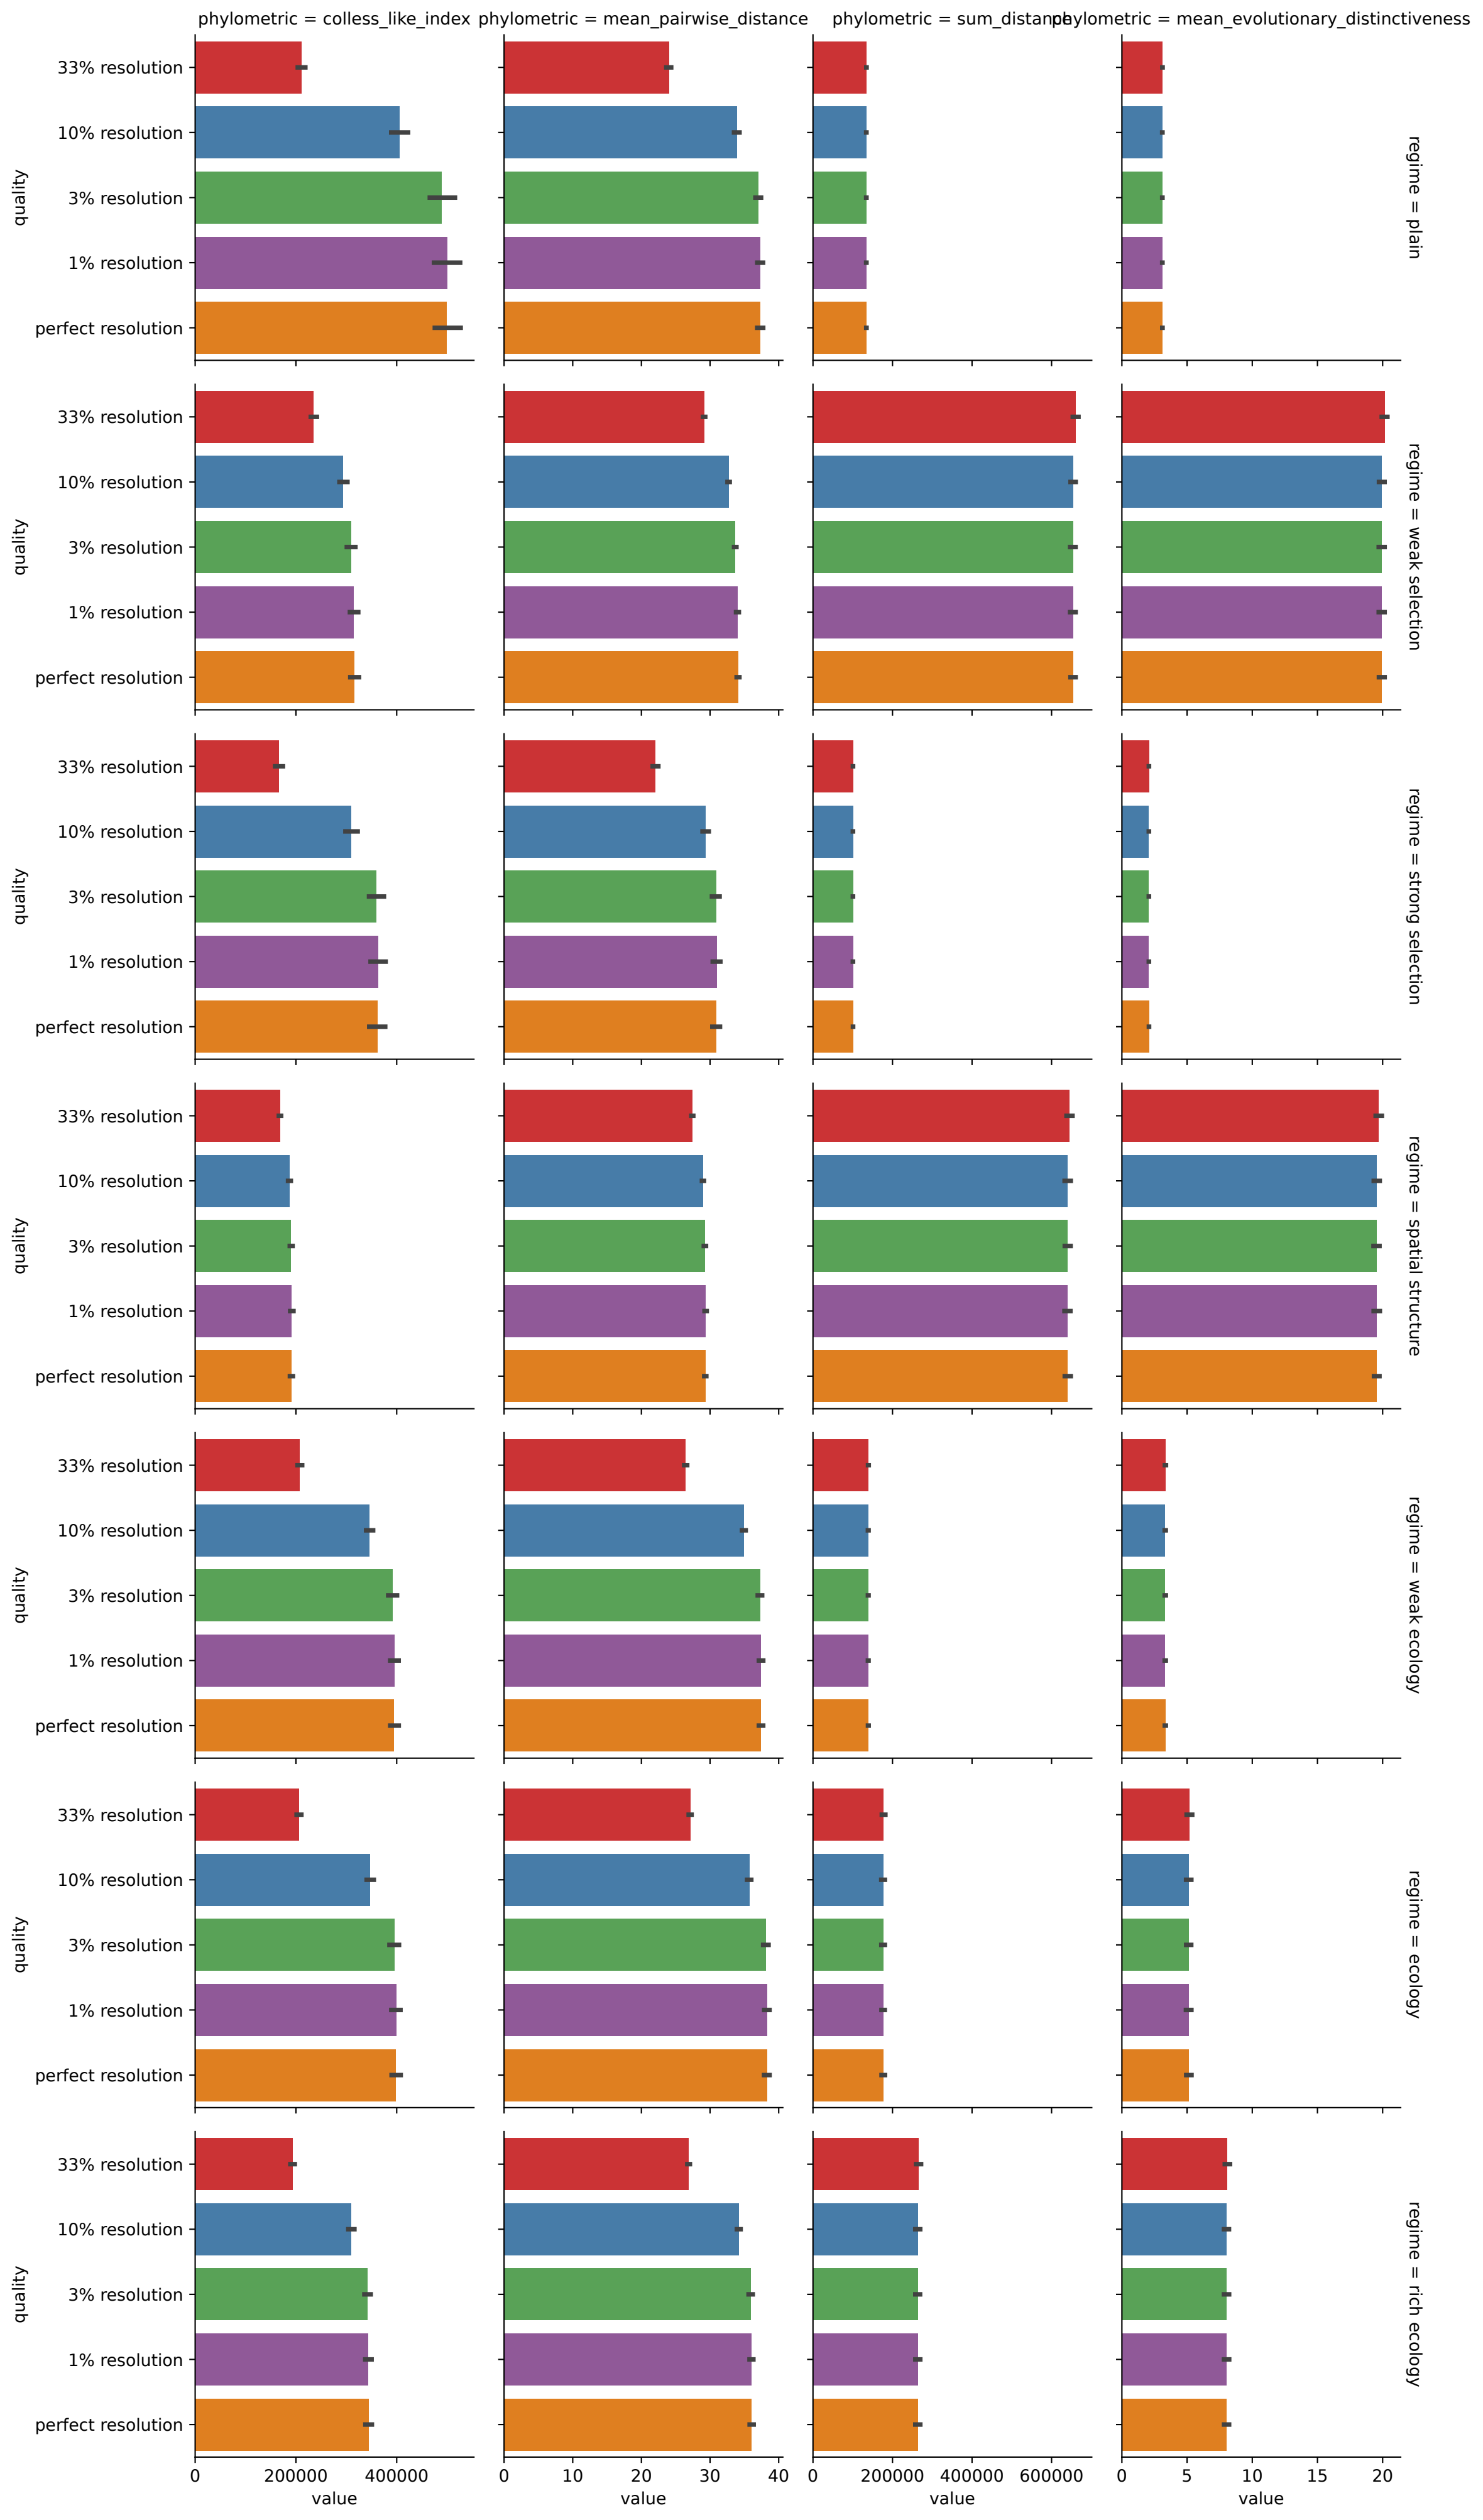 phylometric = colless_like_index
phylometric = mean_pairwise_distance
phylometric = sum_distance
phylometric = mean_evolutionary_distinctiveness
quality
33% resolution
10% resolution
3% resolution
1% resolution
perfect resolution
regime = plain
quality
33% resolution
10% resolution
3% resolution
1% resolution
perfect resolution
regime = weak selection
quality
33% resolution
10% resolution
3% resolution
1% resolution
perfect resolution
regime = strong selection
quality
33% resolution
10% resolution
3% resolution
1% resolution
perfect resolution
regime = spatial structure
quality
33% resolution
10% resolution
3% resolution
1% resolution
perfect resolution
regime = weak ecology
quality
33% resolution
10% resolution
3% resolution
1% resolution
perfect resolution
regime = ecology
quality
33% resolution
10% resolution
3% resolution
1% resolution
perfect resolution
regime = rich ecology
0 200000 400000
value
0 10 20 30 40
value
0 200000 400000 600000
value
0 5 10 15 20
value